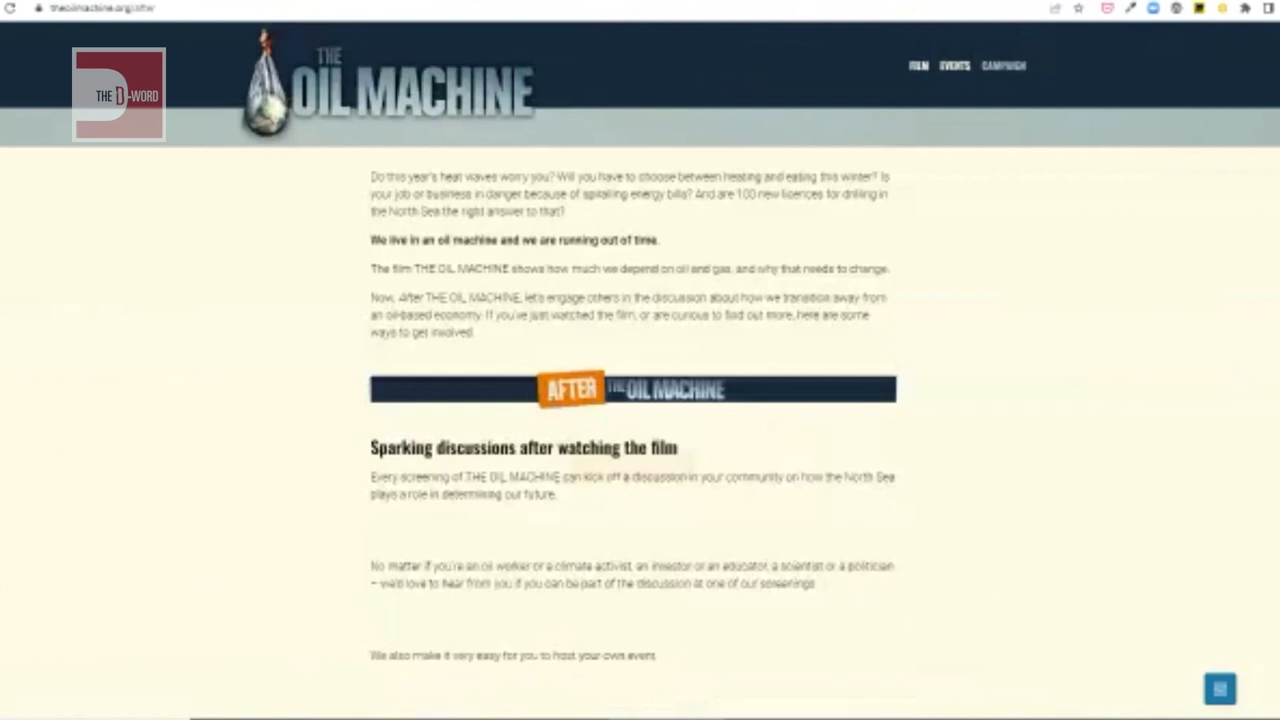 theoilmachine.org/after
THE
OIL MACHINE
THE D-WORD
FILM EVENTS CAMPAIGN
Do this year's heat waves worry you? Will you have to choose between heating and eating this winter? Is
your job or business in danger because of spiralling energy bills? And are 100 new licences for drilling in
the North Sea the right answer to that?
We live in an oil machine and we are running out of time.
The film THE OIL MACHINE shows how much we depend on oil and gas, and why that needs to change.
Now, After THE OIL MACHINE, let's engage others in the discussion about how we transition away from
an oil-based economy. If you've just watched the film, or are curious to find out more, here are some
ways to get involved.
AFTER THE OIL MACHINE
Sparking discussions after watching the film
Every screening of THE OIL MACHINE can kick off a discussion in your community on how the North Sea
plays a role in determining our future.
No matter if you're an oil worker or a climate activist, an investor or an educator, a scientist or a politician
– we'd love to hear from you if you can be part of the discussion at one of our screenings
We also make it very easy for you to host your own event.